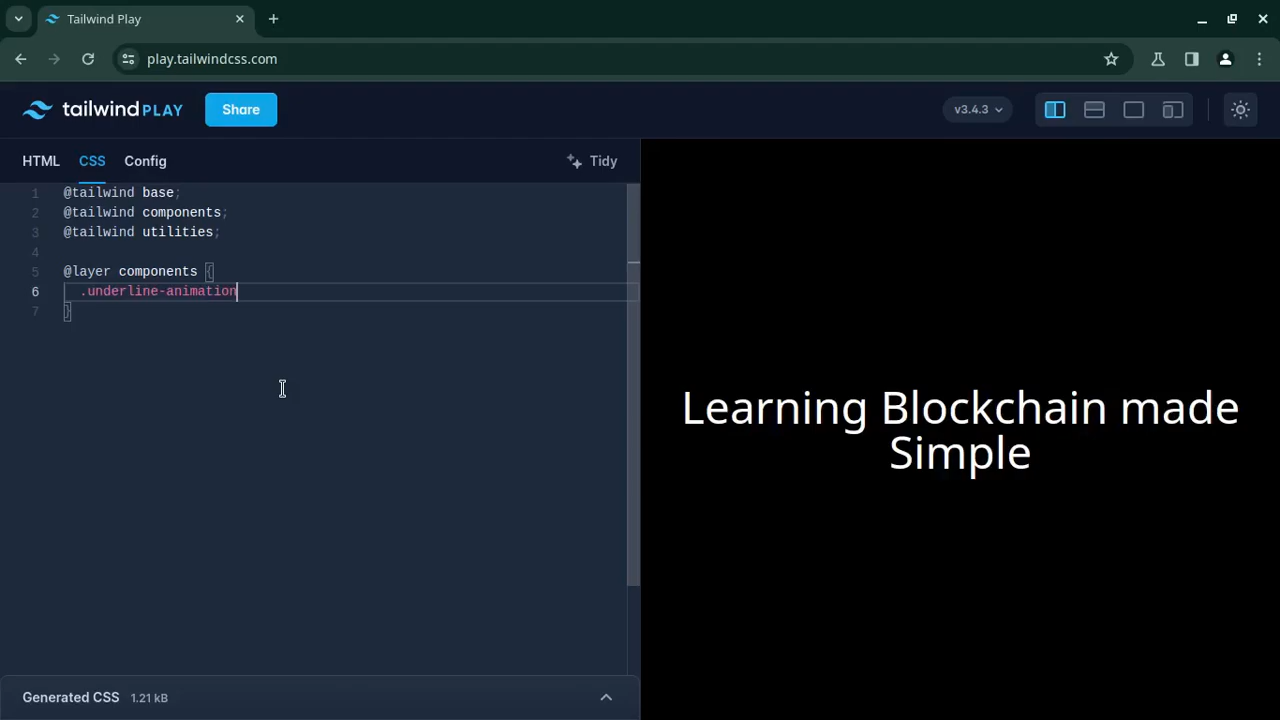 Tailwind Play
play.tailwindcss.com
tailwind PLAY
Share
v3.4.3
HTML CSS Config
Tidy
1 @tailwind base;
2 @tailwind components;
3 @tailwind utilities;
4
5 @layer components {
6 .underline-animation
7 }
Learning Blockchain made
Simple
Generated CSS 1.21 kB